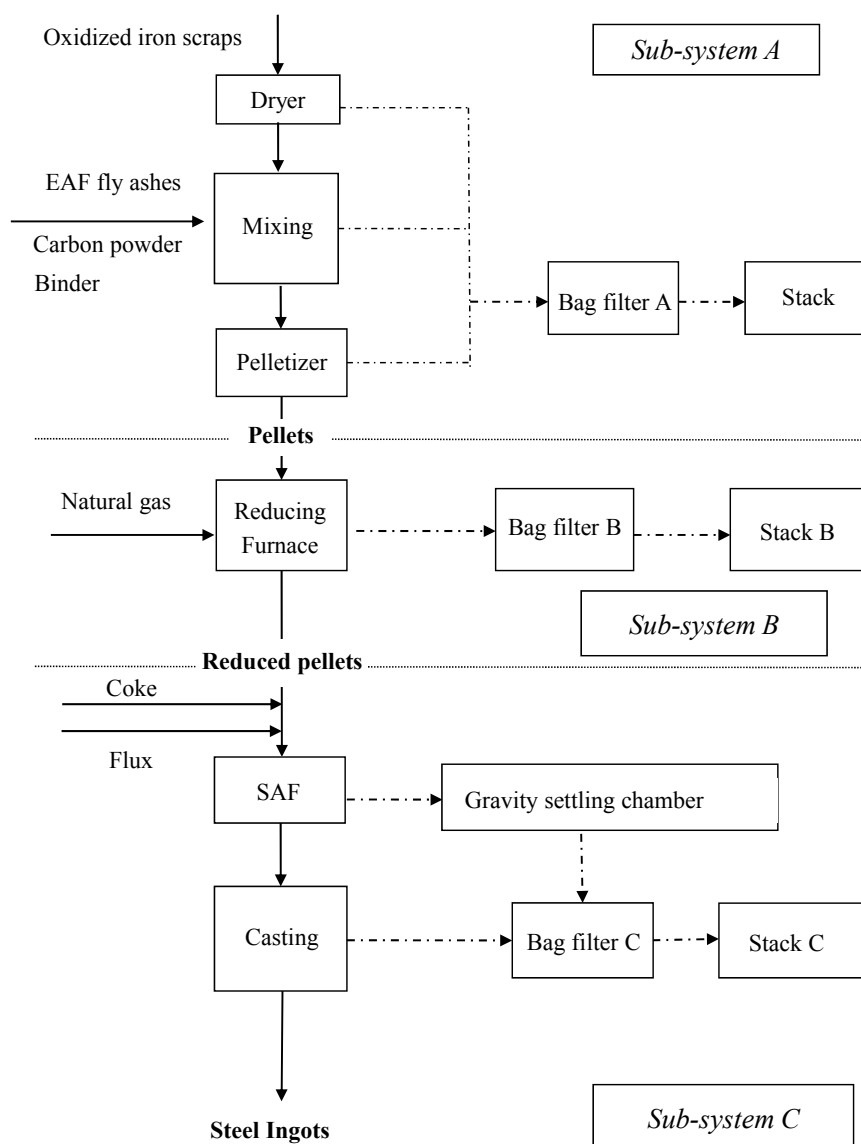 Oxidized iron scraps
Sub-system A
Dryer
EAF fly ashes
Mixing
Carbon powder
Binder
Bag filter A
Stack
Pelletizer
Pellets
Natural gas
Reducing
Furnace
Bag filter B
Stack B
Sub-system B
Reduced pellets
Coke
Flux
SAF
Gravity settling chamber
Casting
Bag filter C
Stack C
Steel Ingots
Sub-system C